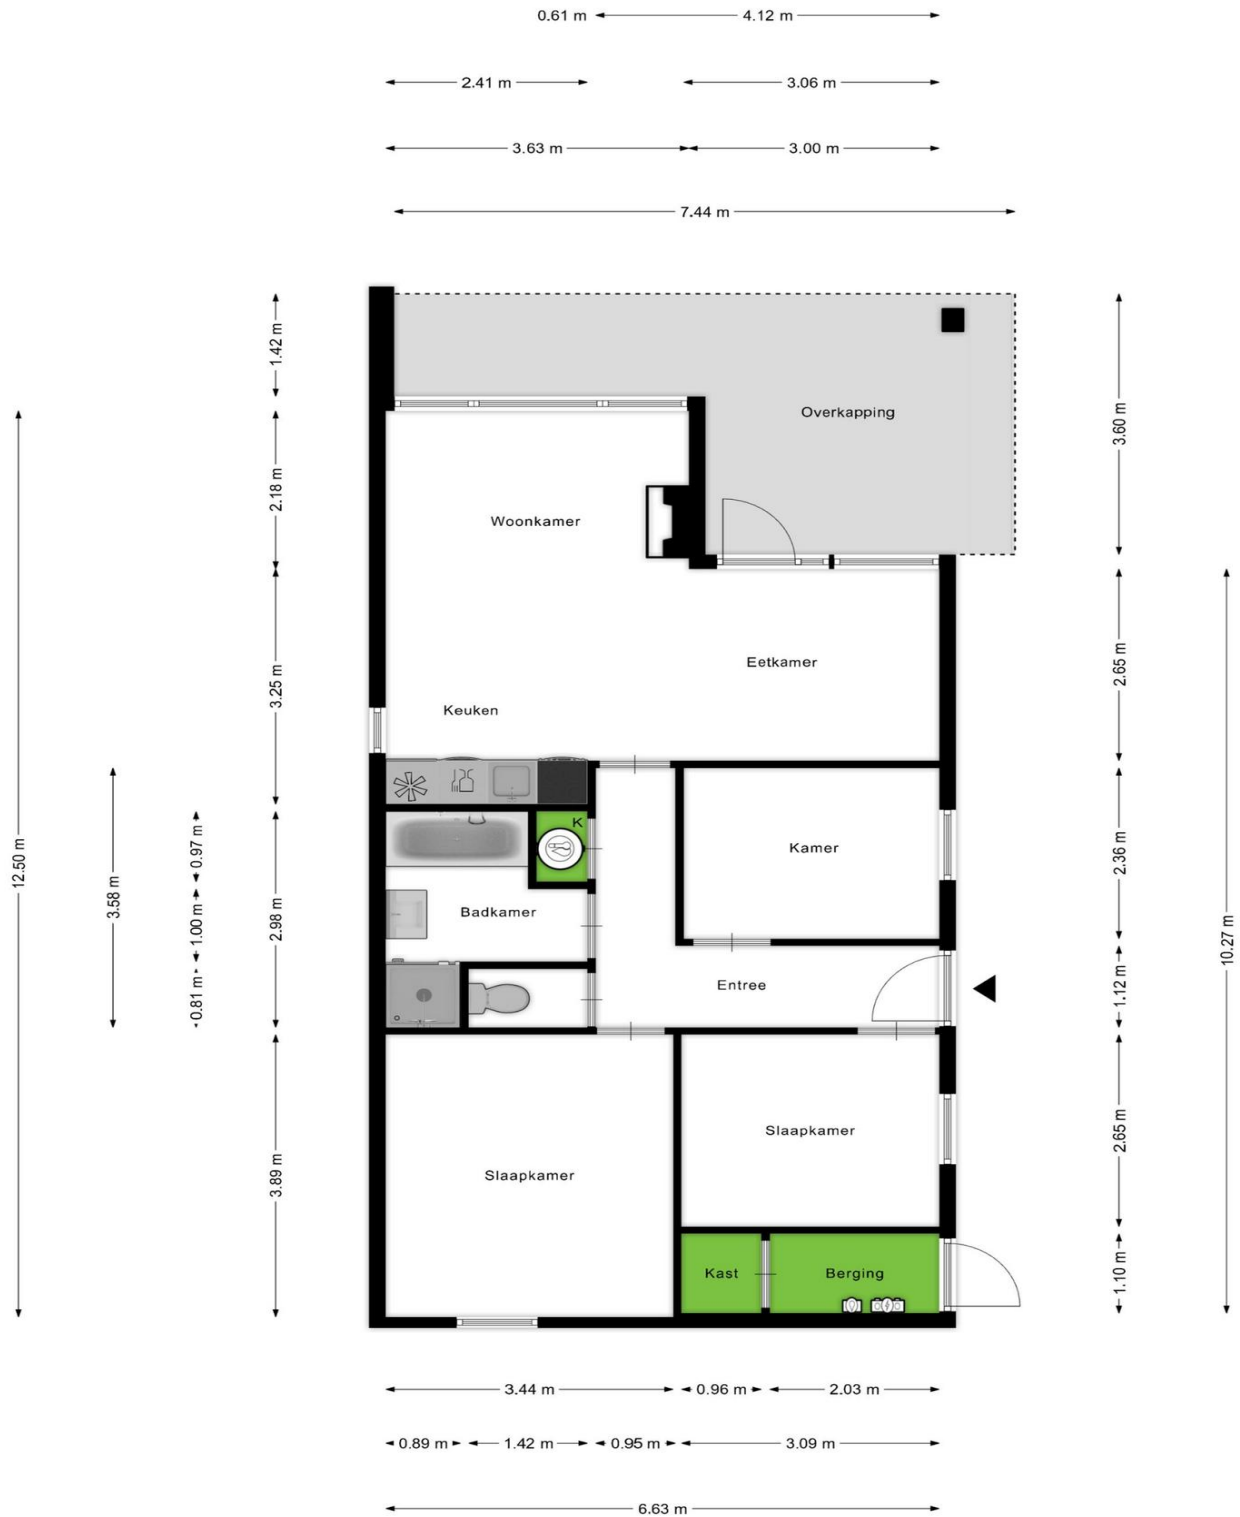 0.61 m
4.12 m
2.41 m
3.06 m
3.63 m
3.00 m
7.44 m
1.42 m
3.60 m
Overkapping
2.18 m
Woonkamer
3.25 m
2.65 m
Eetkamer
Keuken
12.50 m
3.58 m
0.97 m
1.00 m
0.81 m
2.98 m
K
Kamer
2.36 m
Badkamer
10.27 m
Entree
1.12 m
3.89 m
Slaapkamer
Slaapkamer
2.65 m
Kast
Berging
1.10 m
3.44 m
0.96 m
2.03 m
0.89 m
1.42 m
0.95 m
3.09 m
6.63 m